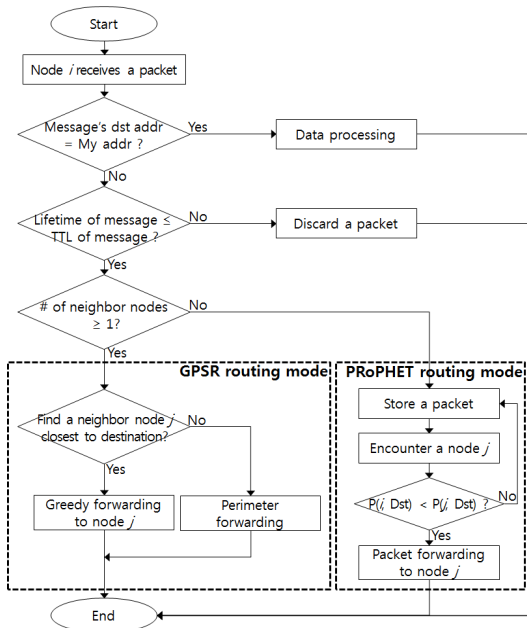 Start
Node i receives a packet
Message's dst addr
= My addr ?
Yes
Data processing
No
Lifetime of message ≤
TTL of message ?
No
Discard a packet
Yes
# of neighbor nodes
≥ 1?
No
Yes
GPSR routing mode
PRoPHET routing mode
Find a neighbor node j
closest to destination?
No
Yes
Greedy forwarding
to node j
Perimeter
forwarding
Store a packet
Encounter a node j
P(i, Dst) < P(j, Dst) ?
No
Yes
Packet forwarding
to node j
End